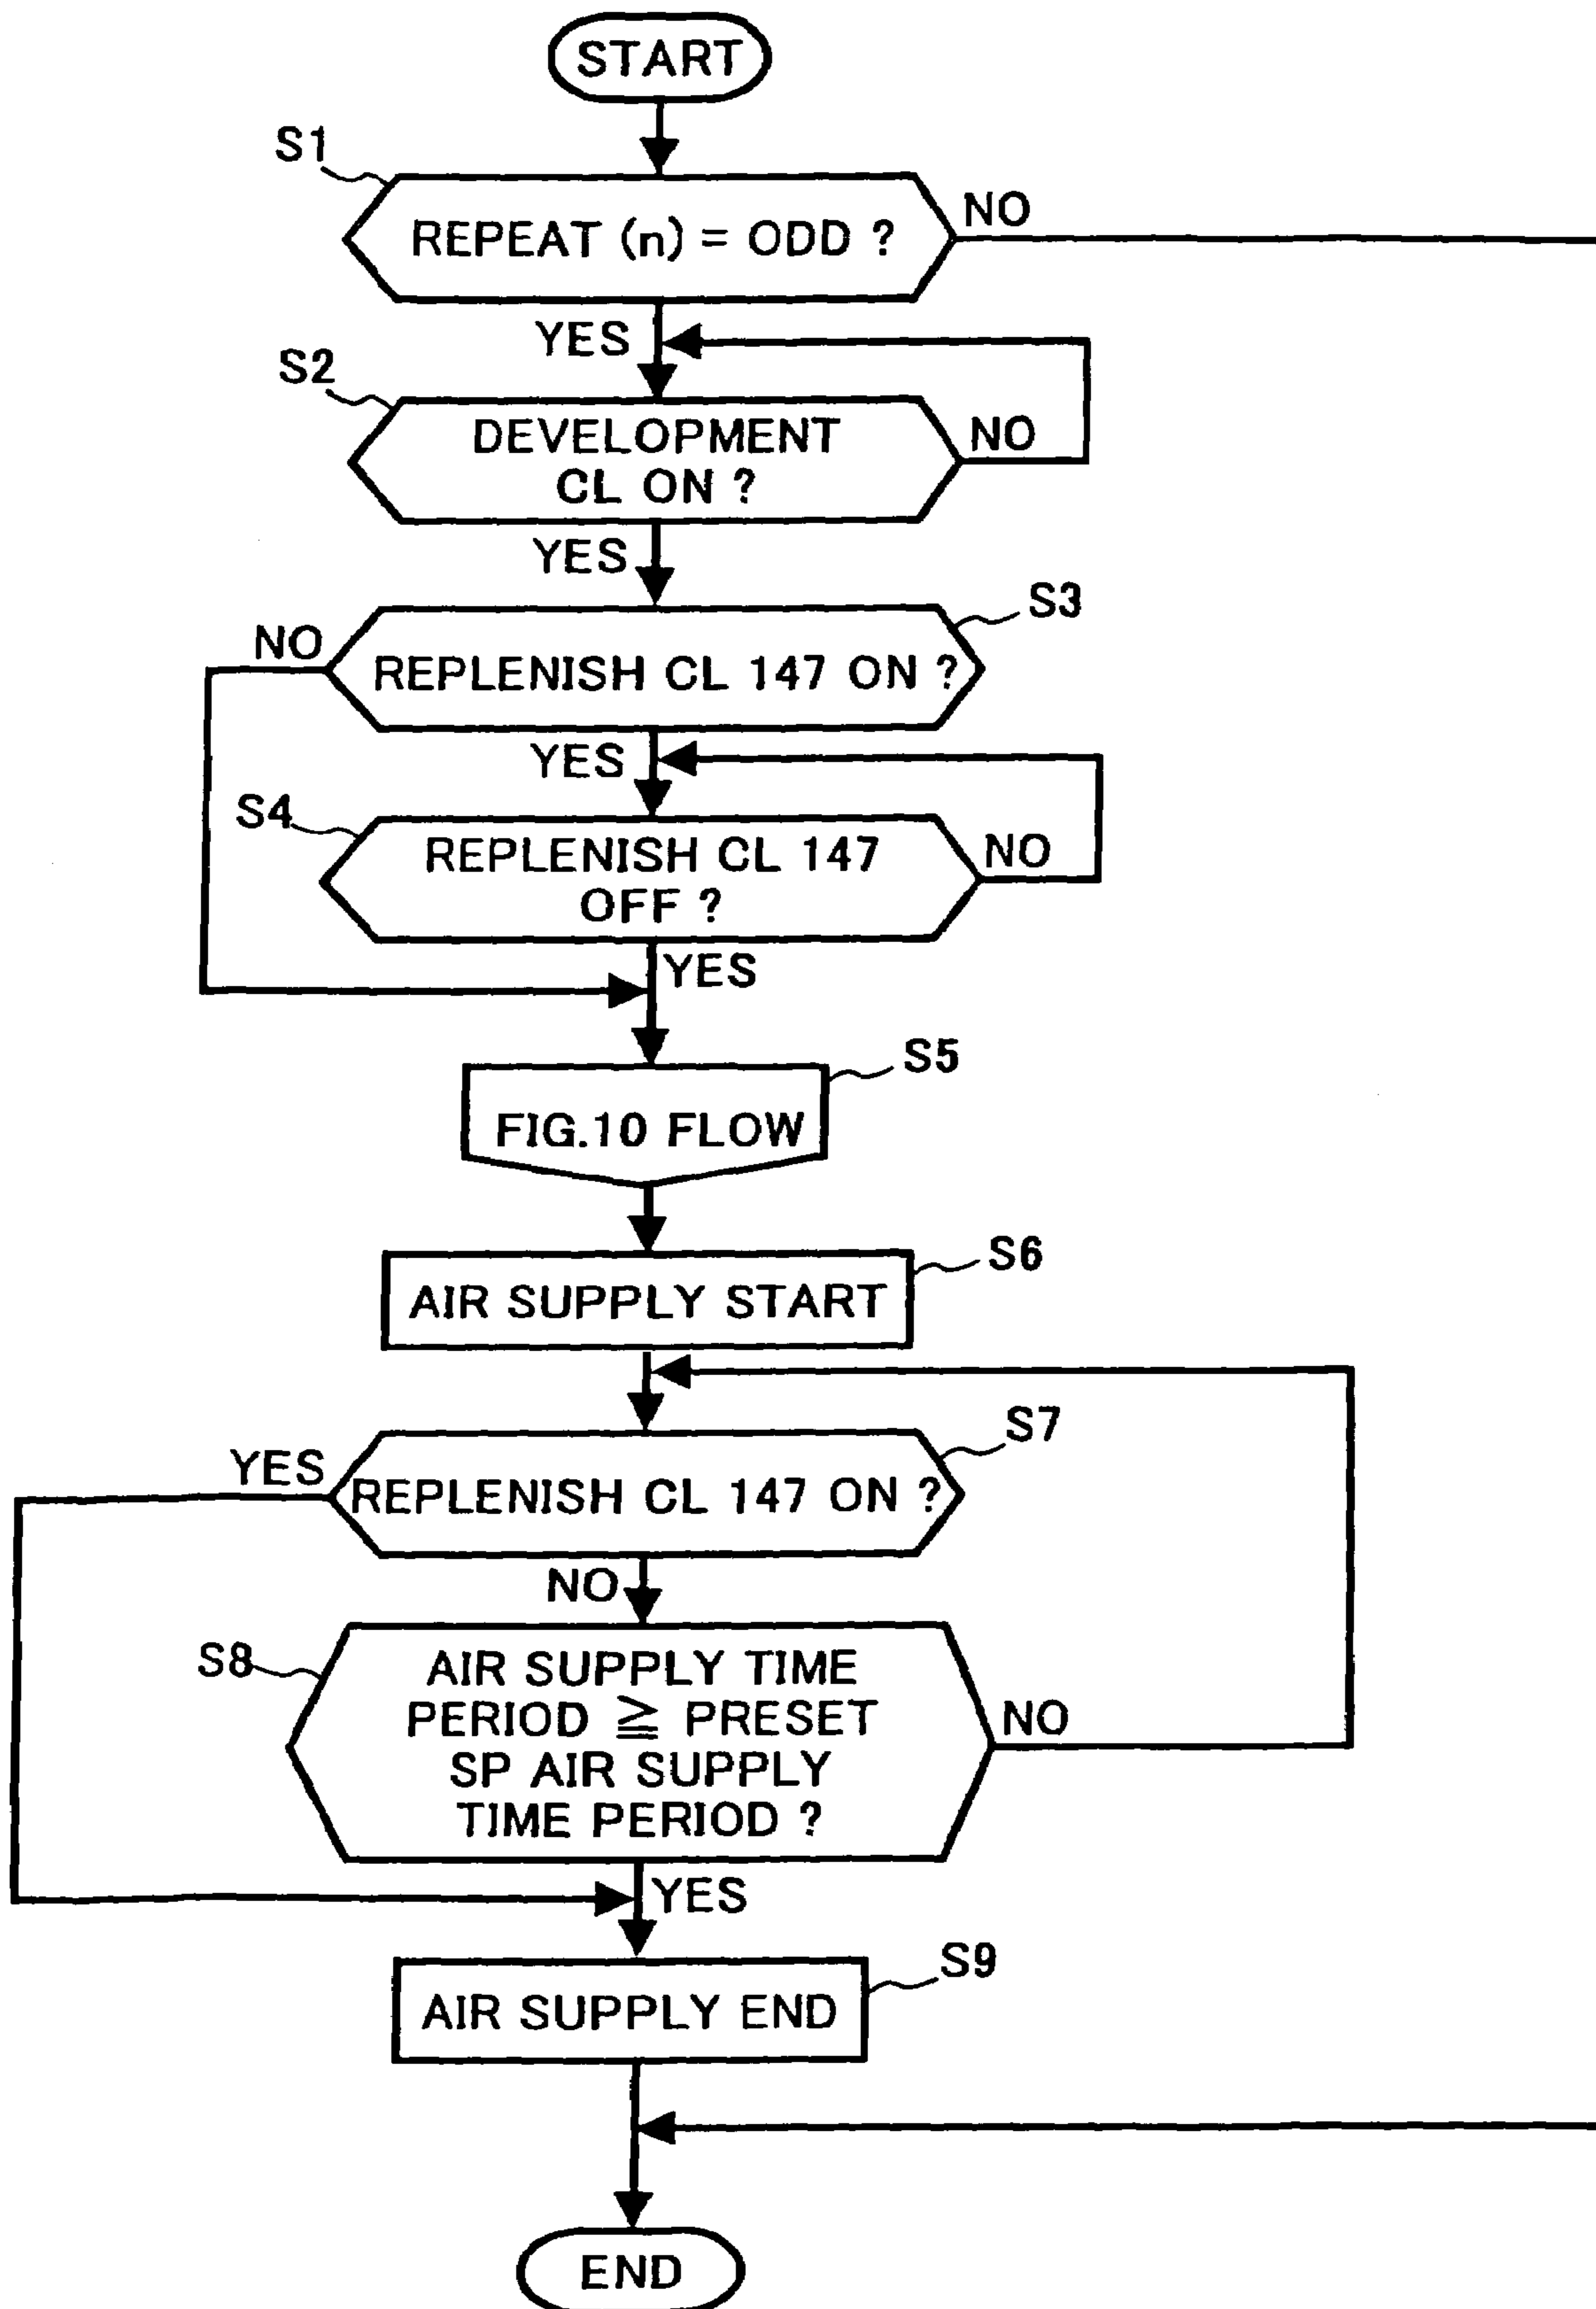 START
S1
REPEAT (n) = ODD ?
NO
YES
S2
DEVELOPMENT
CL ON ?
NO
YES
S3
NO
REPLENISH CL 147 ON ?
YES
S4
REPLENISH CL 147
OFF ?
NO
YES
S5
FIG.10 FLOW
S6
AIR SUPPLY START
S7
YES
REPLENISH CL 147 ON ?
NO
S8
AIR SUPPLY TIME
PERIOD ≧ PRESET
SP AIR SUPPLY
TIME PERIOD ?
NO
YES
S9
AIR SUPPLY END
END